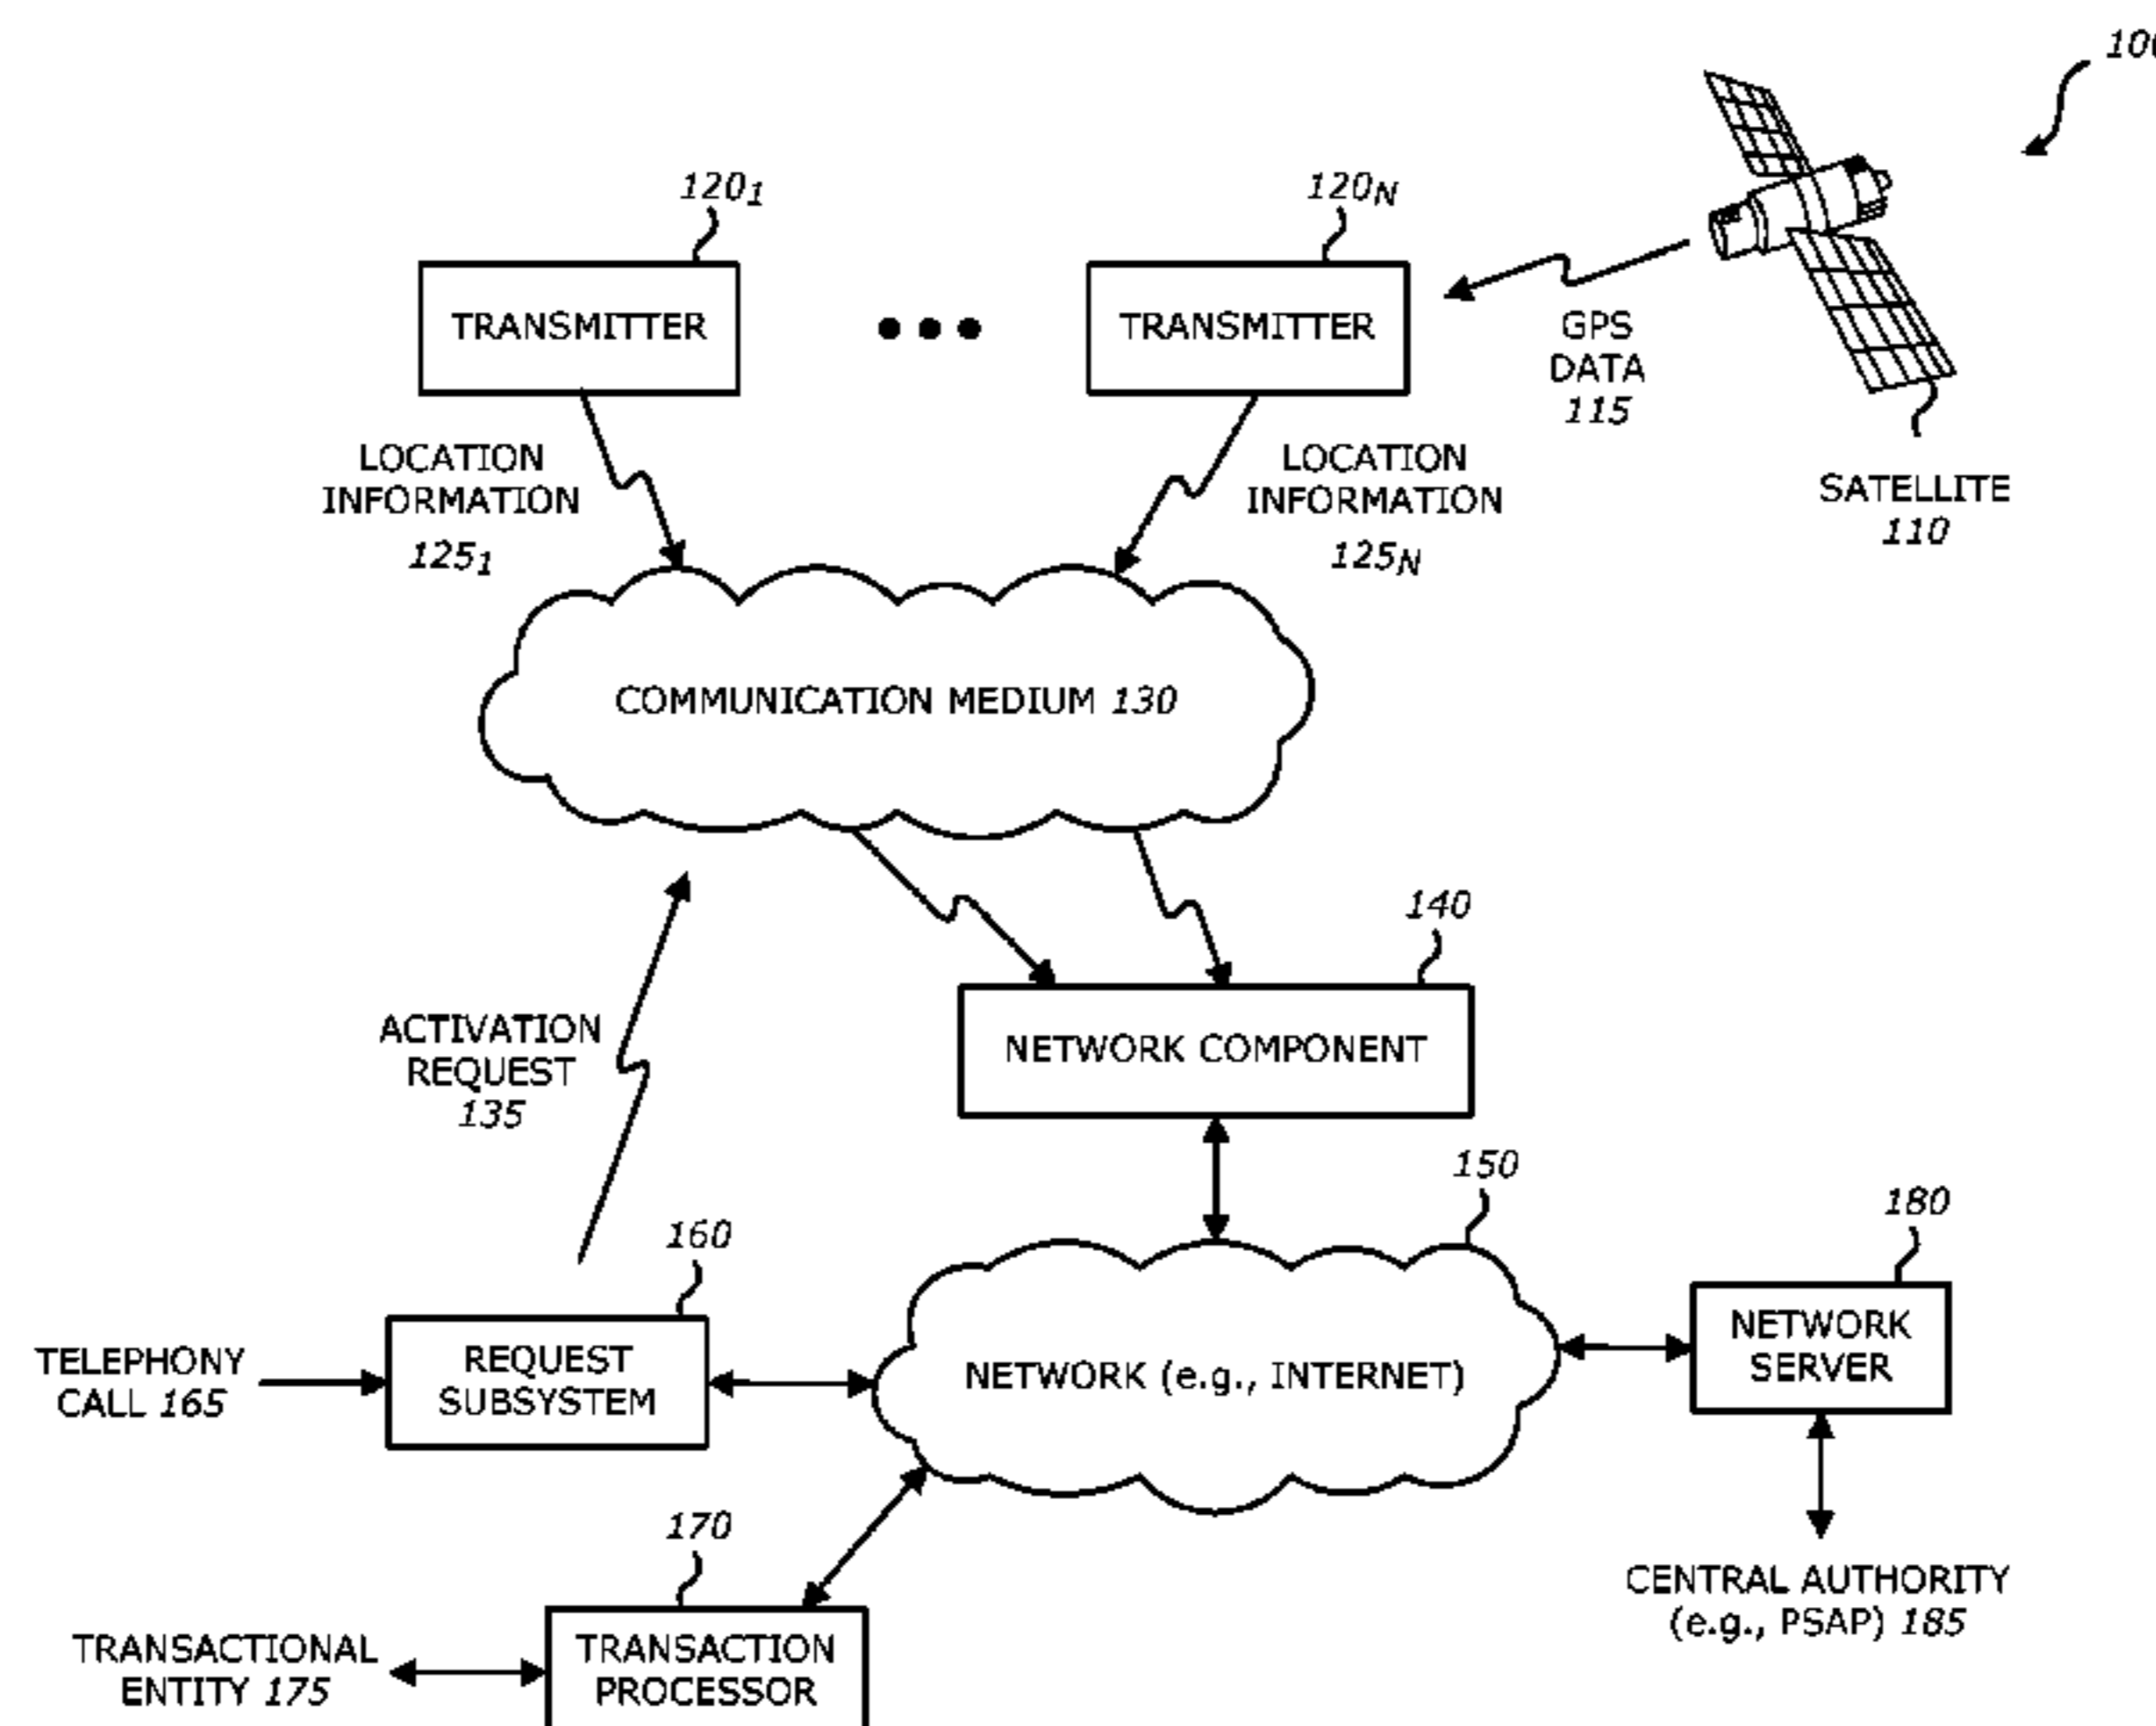 100
120₁
120N
TRANSMITTER
TRANSMITTER
GPS
DATA
115
LOCATION
INFORMATION
125₁
LOCATION
INFORMATION
125N
SATELLITE
110
COMMUNICATION MEDIUM 130
140
ACTIVATION
REQUEST
135
NETWORK COMPONENT
150
180
160
NETWORK
SERVER
TELEPHONY
CALL 165
REQUEST
SUBSYSTEM
NETWORK (e.g., INTERNET)
170
CENTRAL AUTHORITY
(e.g., PSAP) 185
TRANSACTIONAL
ENTITY 175
TRANSACTION
PROCESSOR